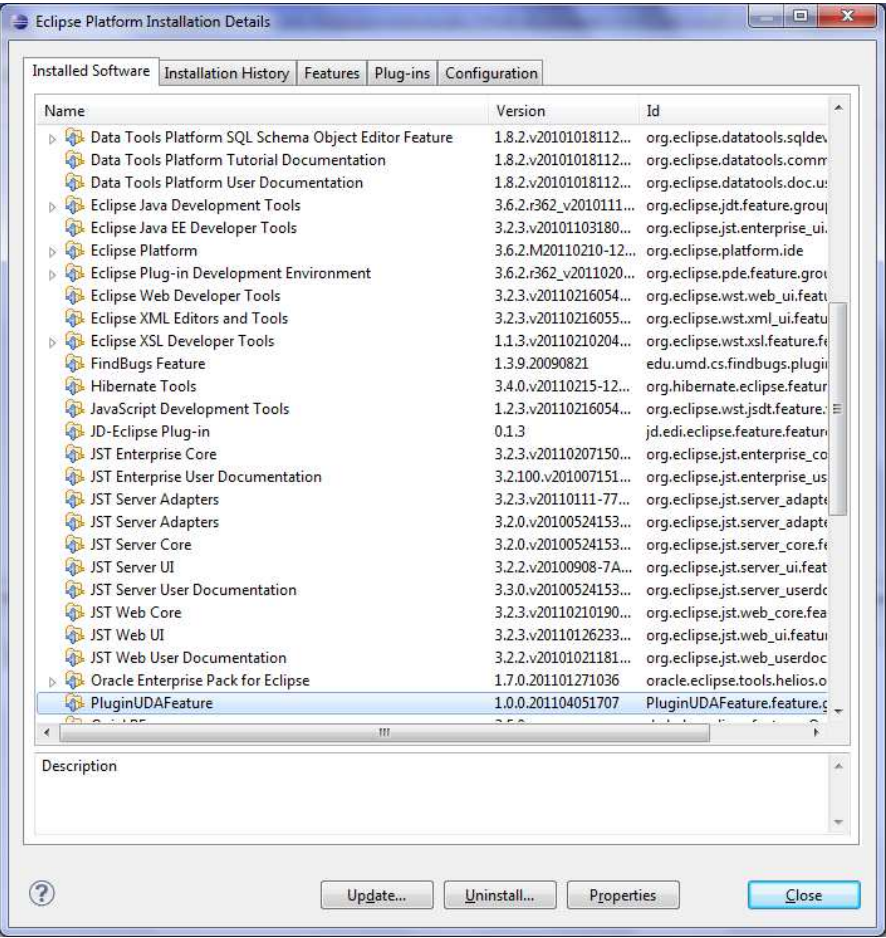 Eclipse Platform Installation Details
Installed Software Installation History Features Plug-ins Configuration
Name Version Id
Data Tools Platform SQL Schema Object Editor Feature 1.8.2.v20101018112... org.eclipse.datatools.sqldev
Data Tools Platform Tutorial Documentation 1.8.2.v20101018112... org.eclipse.datatools.comm
Data Tools Platform User Documentation 1.8.2.v20101018112... org.eclipse.datatools.doc.us
Eclipse Java Development Tools 3.6.2.r362_v2010111... org.eclipse.jdt.feature.group
Eclipse Java EE Developer Tools 3.2.3.v20101103180... org.eclipse.jst.enterprise_ui.
Eclipse Platform 3.6.2.M20110210-12... org.eclipse.platform.ide
Eclipse Plug-in Development Environment 3.6.2.r362_v2011020... org.eclipse.pde.feature.grou
Eclipse Web Developer Tools 3.2.3.v20110216054... org.eclipse.wst.web_ui.featu
Eclipse XML Editors and Tools 3.2.3.v20110216055... org.eclipse.wst.xml_ui.featu
Eclipse XSL Developer Tools 1.1.3.v20110210204... org.eclipse.wst.xsl.feature.fe
FindBugs Feature 1.3.9.20090821 edu.umd.cs.findbugs.plugin
Hibernate Tools 3.4.0.v20110215-12... org.hibernate.eclipse.featur
JavaScript Development Tools 1.2.3.v20110216054... org.eclipse.wst.jsdt.feature.
JD-Eclipse Plug-in 0.1.3 jd.edi.eclipse.feature.feature
JST Enterprise Core 3.2.3.v20110207150... org.eclipse.jst.enterprise_co
JST Enterprise User Documentation 3.2.100.v201007151... org.eclipse.jst.enterprise_us
JST Server Adapters 3.2.3.v20110111-77... org.eclipse.jst.server_adapte
JST Server Adapters 3.2.0.v20100524153... org.eclipse.jst.server_adapte
JST Server Core 3.2.0.v20100524153... org.eclipse.jst.server_core.fe
JST Server UI 3.2.2.v20100908-7A... org.eclipse.jst.server_ui.feat
JST Server User Documentation 3.3.0.v20100524153... org.eclipse.jst.server_userdo
JST Web Core 3.2.3.v20110210190... org.eclipse.jst.web_core.fea
JST Web UI 3.2.3.v20110126233... org.eclipse.jst.web_ui.featur
JST Web User Documentation 3.2.2.v20101021181... org.eclipse.jst.web_userdoc
Oracle Enterprise Pack for Eclipse 1.7.0.201101271036 oracle.eclipse.tools.helios.o
PluginUDAFeature 1.0.0.201104051707 PluginUDAFeature.feature.g
Description
Update... Uninstall... Properties Close